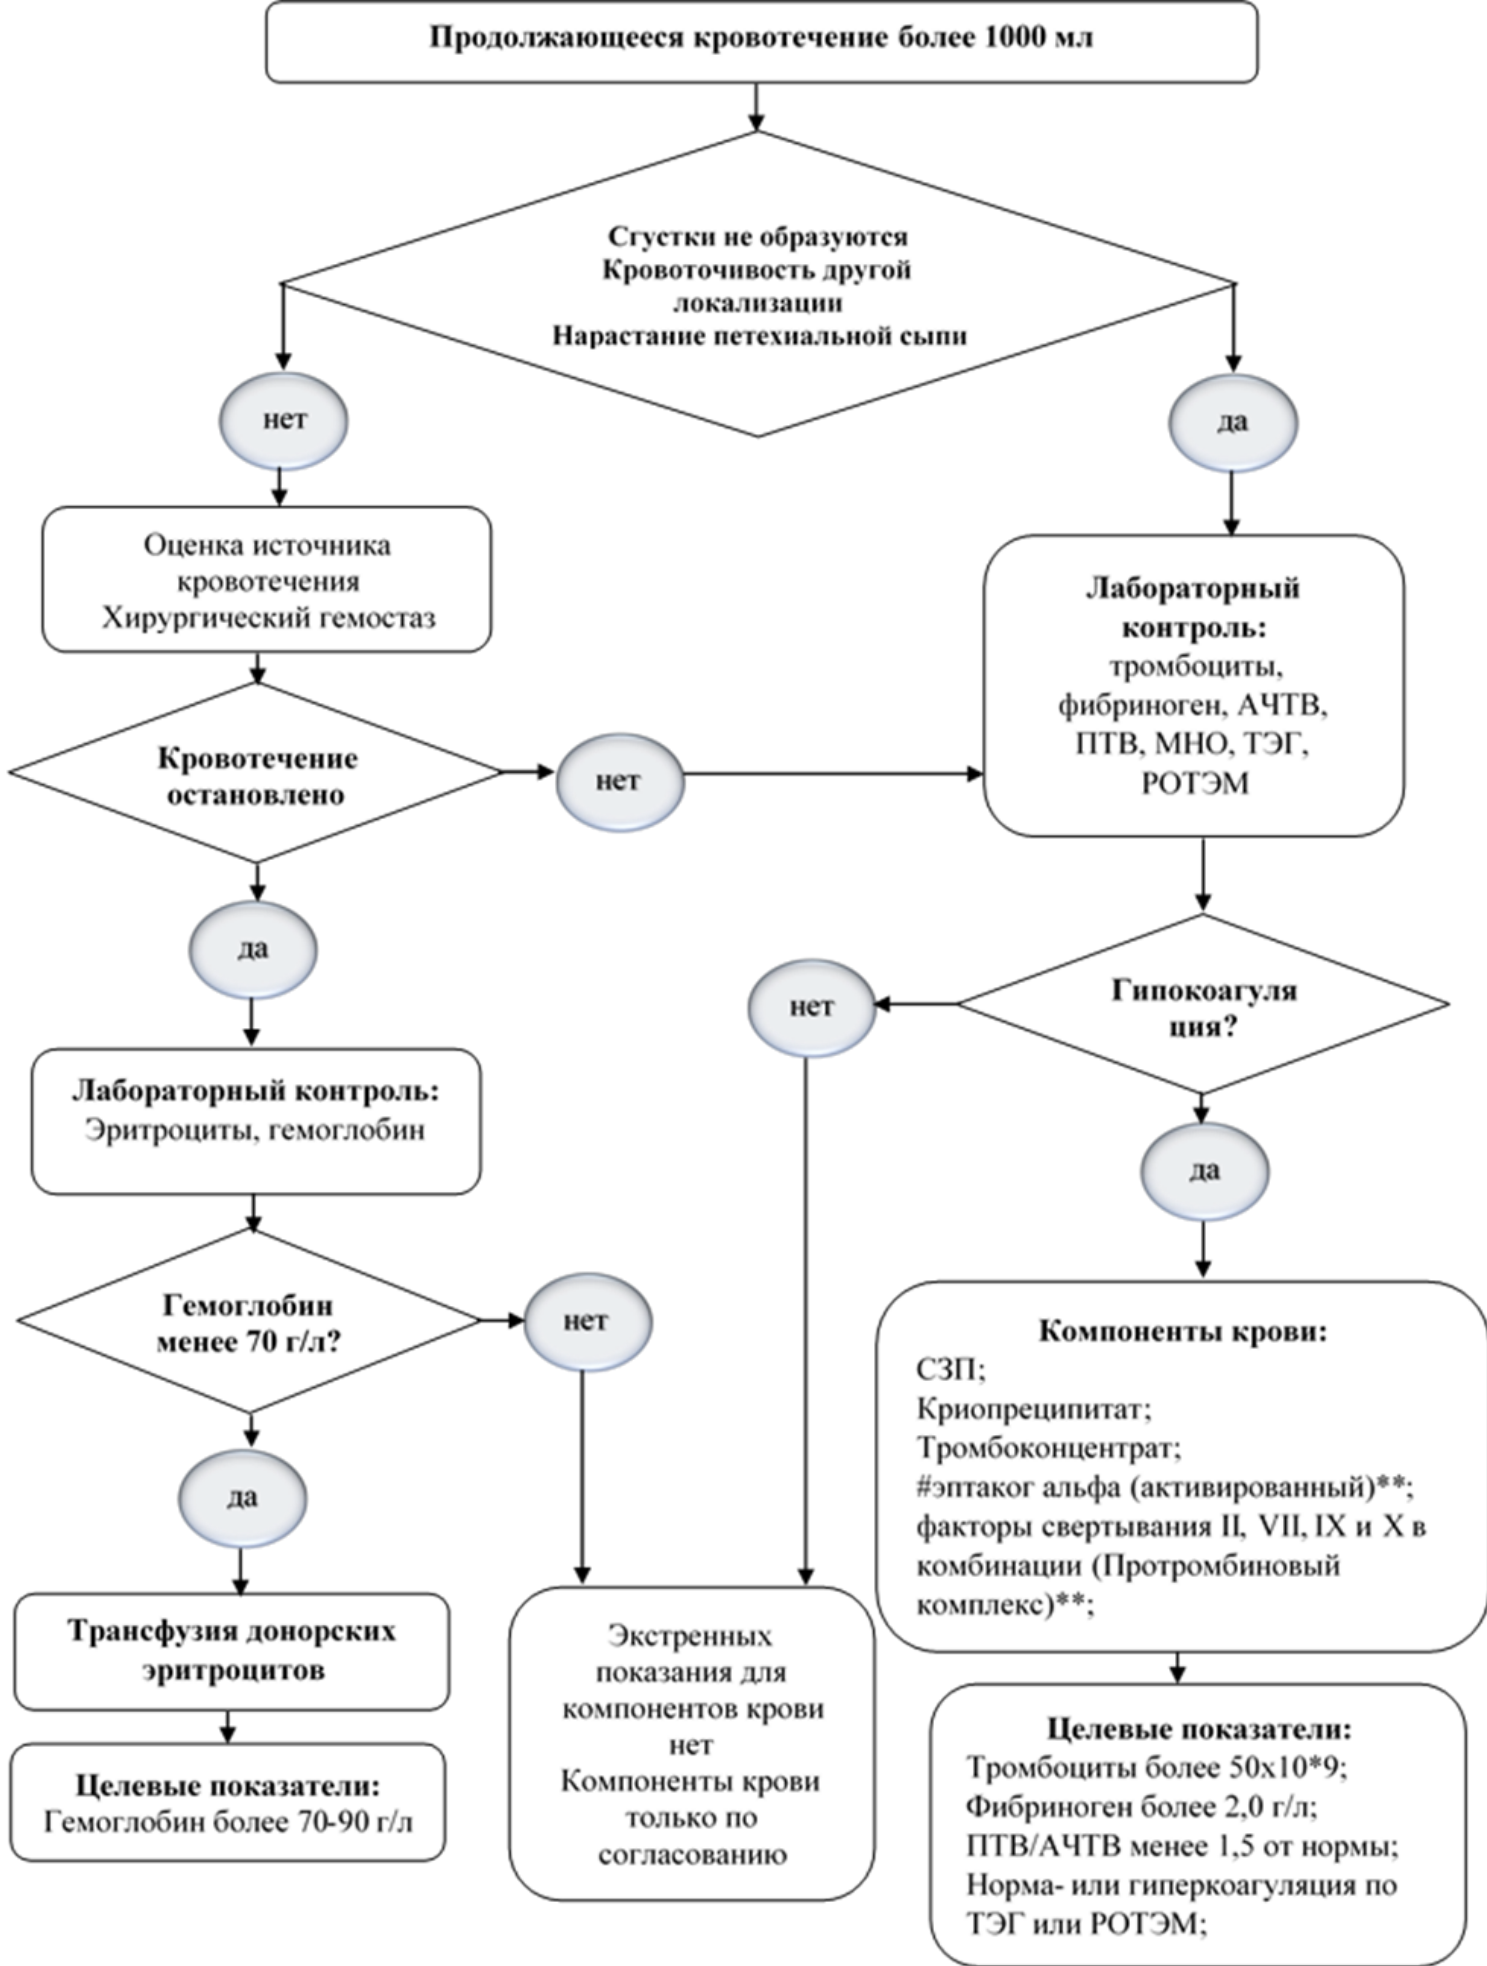 Продолжающееся кровотечение более 1000 мл
Сгустки не образуются
Кровоточивость другой
локализации
Нарастание петехиальной сыпи
нет
да
Оценка источника
кровотечения
Хирургический гемостаз
Лабораторный
контроль:
тромбоциты,
фибриноген, АЧТВ,
ПТВ, МНО, ТЭГ,
РОТЭМ
Кровотечение
остановлено
нет
да
Гипокоагуля
ция?
нет
да
Лабораторный контроль:
Эритроциты, гемоглобин
Гемоглобин
менее 70 г/л?
нет
да
Компоненты крови:
СЗП;
Криопреципитат;
Тромбоконцентрат;
#эптаког альфа (активированный)**;
факторы свертывания II, VII, IX и X в
комбинации (Протромбиновый
комплекс)**;
Трансфузия донорских
эритроцитов
Целевые показатели:
Гемоглобин более 70-90 г/л
Экстренных
показания для
компонентов крови
нет
Компоненты крови
только по
согласованию
Целевые показатели:
Тромбоциты более 50х10*9;
Фибриноген более 2,0 г/л;
ПТВ/АЧТВ менее 1,5 от нормы;
Норма- или гиперкоагуляция по
ТЭГ или РОТЭМ;